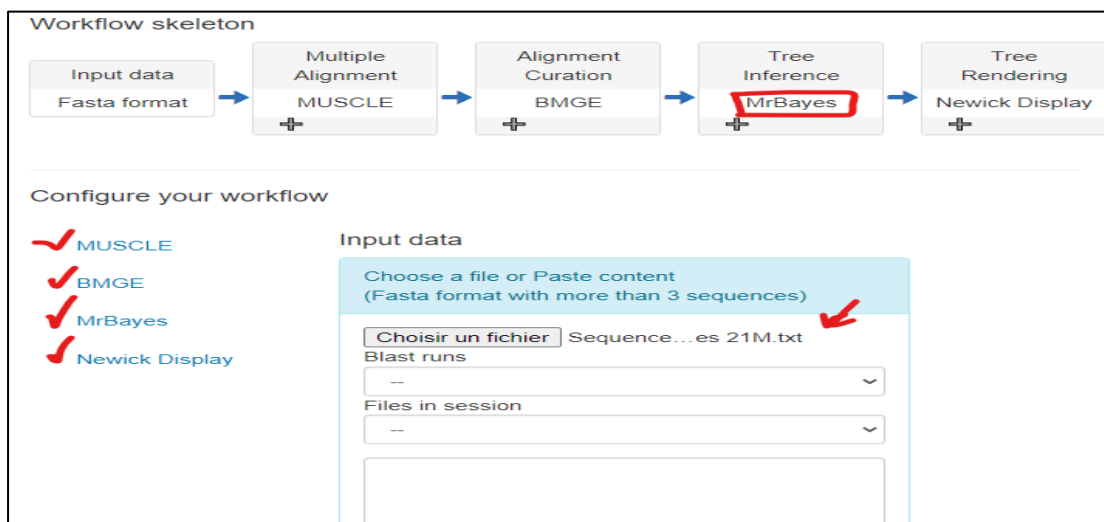 Workflow skeleton
Input data
Fasta format
Multiple
Alignment
MUSCLE
Alignment
Curation
BMGE
Tree
Inference
MrBayes
Tree
Rendering
Newick Display
Configure your workflow
MUSCLE
BMGE
MrBayes
Newick Display
Input data
Choose a file or Paste content
(Fasta format with more than 3 sequences)
Choisir un fichier Sequence...es 21M.txt
Blast runs
--
Files in session
--